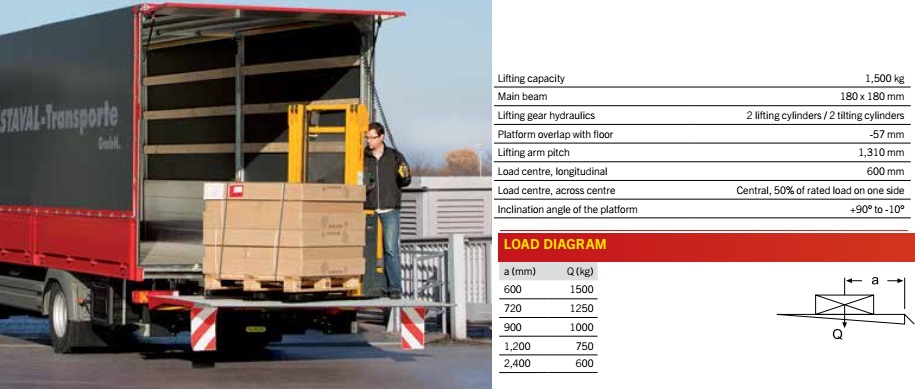 STAVAL-Transporte
GmbH.
Lifting capacity 1,500 kg
Main beam 180 x 180 mm
Lifting gear hydraulics 2 lifting cylinders / 2 tilting cylinders
Platform overlap with floor -57 mm
Lifting arm pitch 1,310 mm
Load centre, longitudinal 600 mm
Load centre, across centre Central, 50% of rated load on one side
Inclination angle of the platform +90° to -10°
LOAD DIAGRAM
a (mm) Q (kg)
600 1500
720 1250
900 1000
1,200 750
2,400 600
a
Q